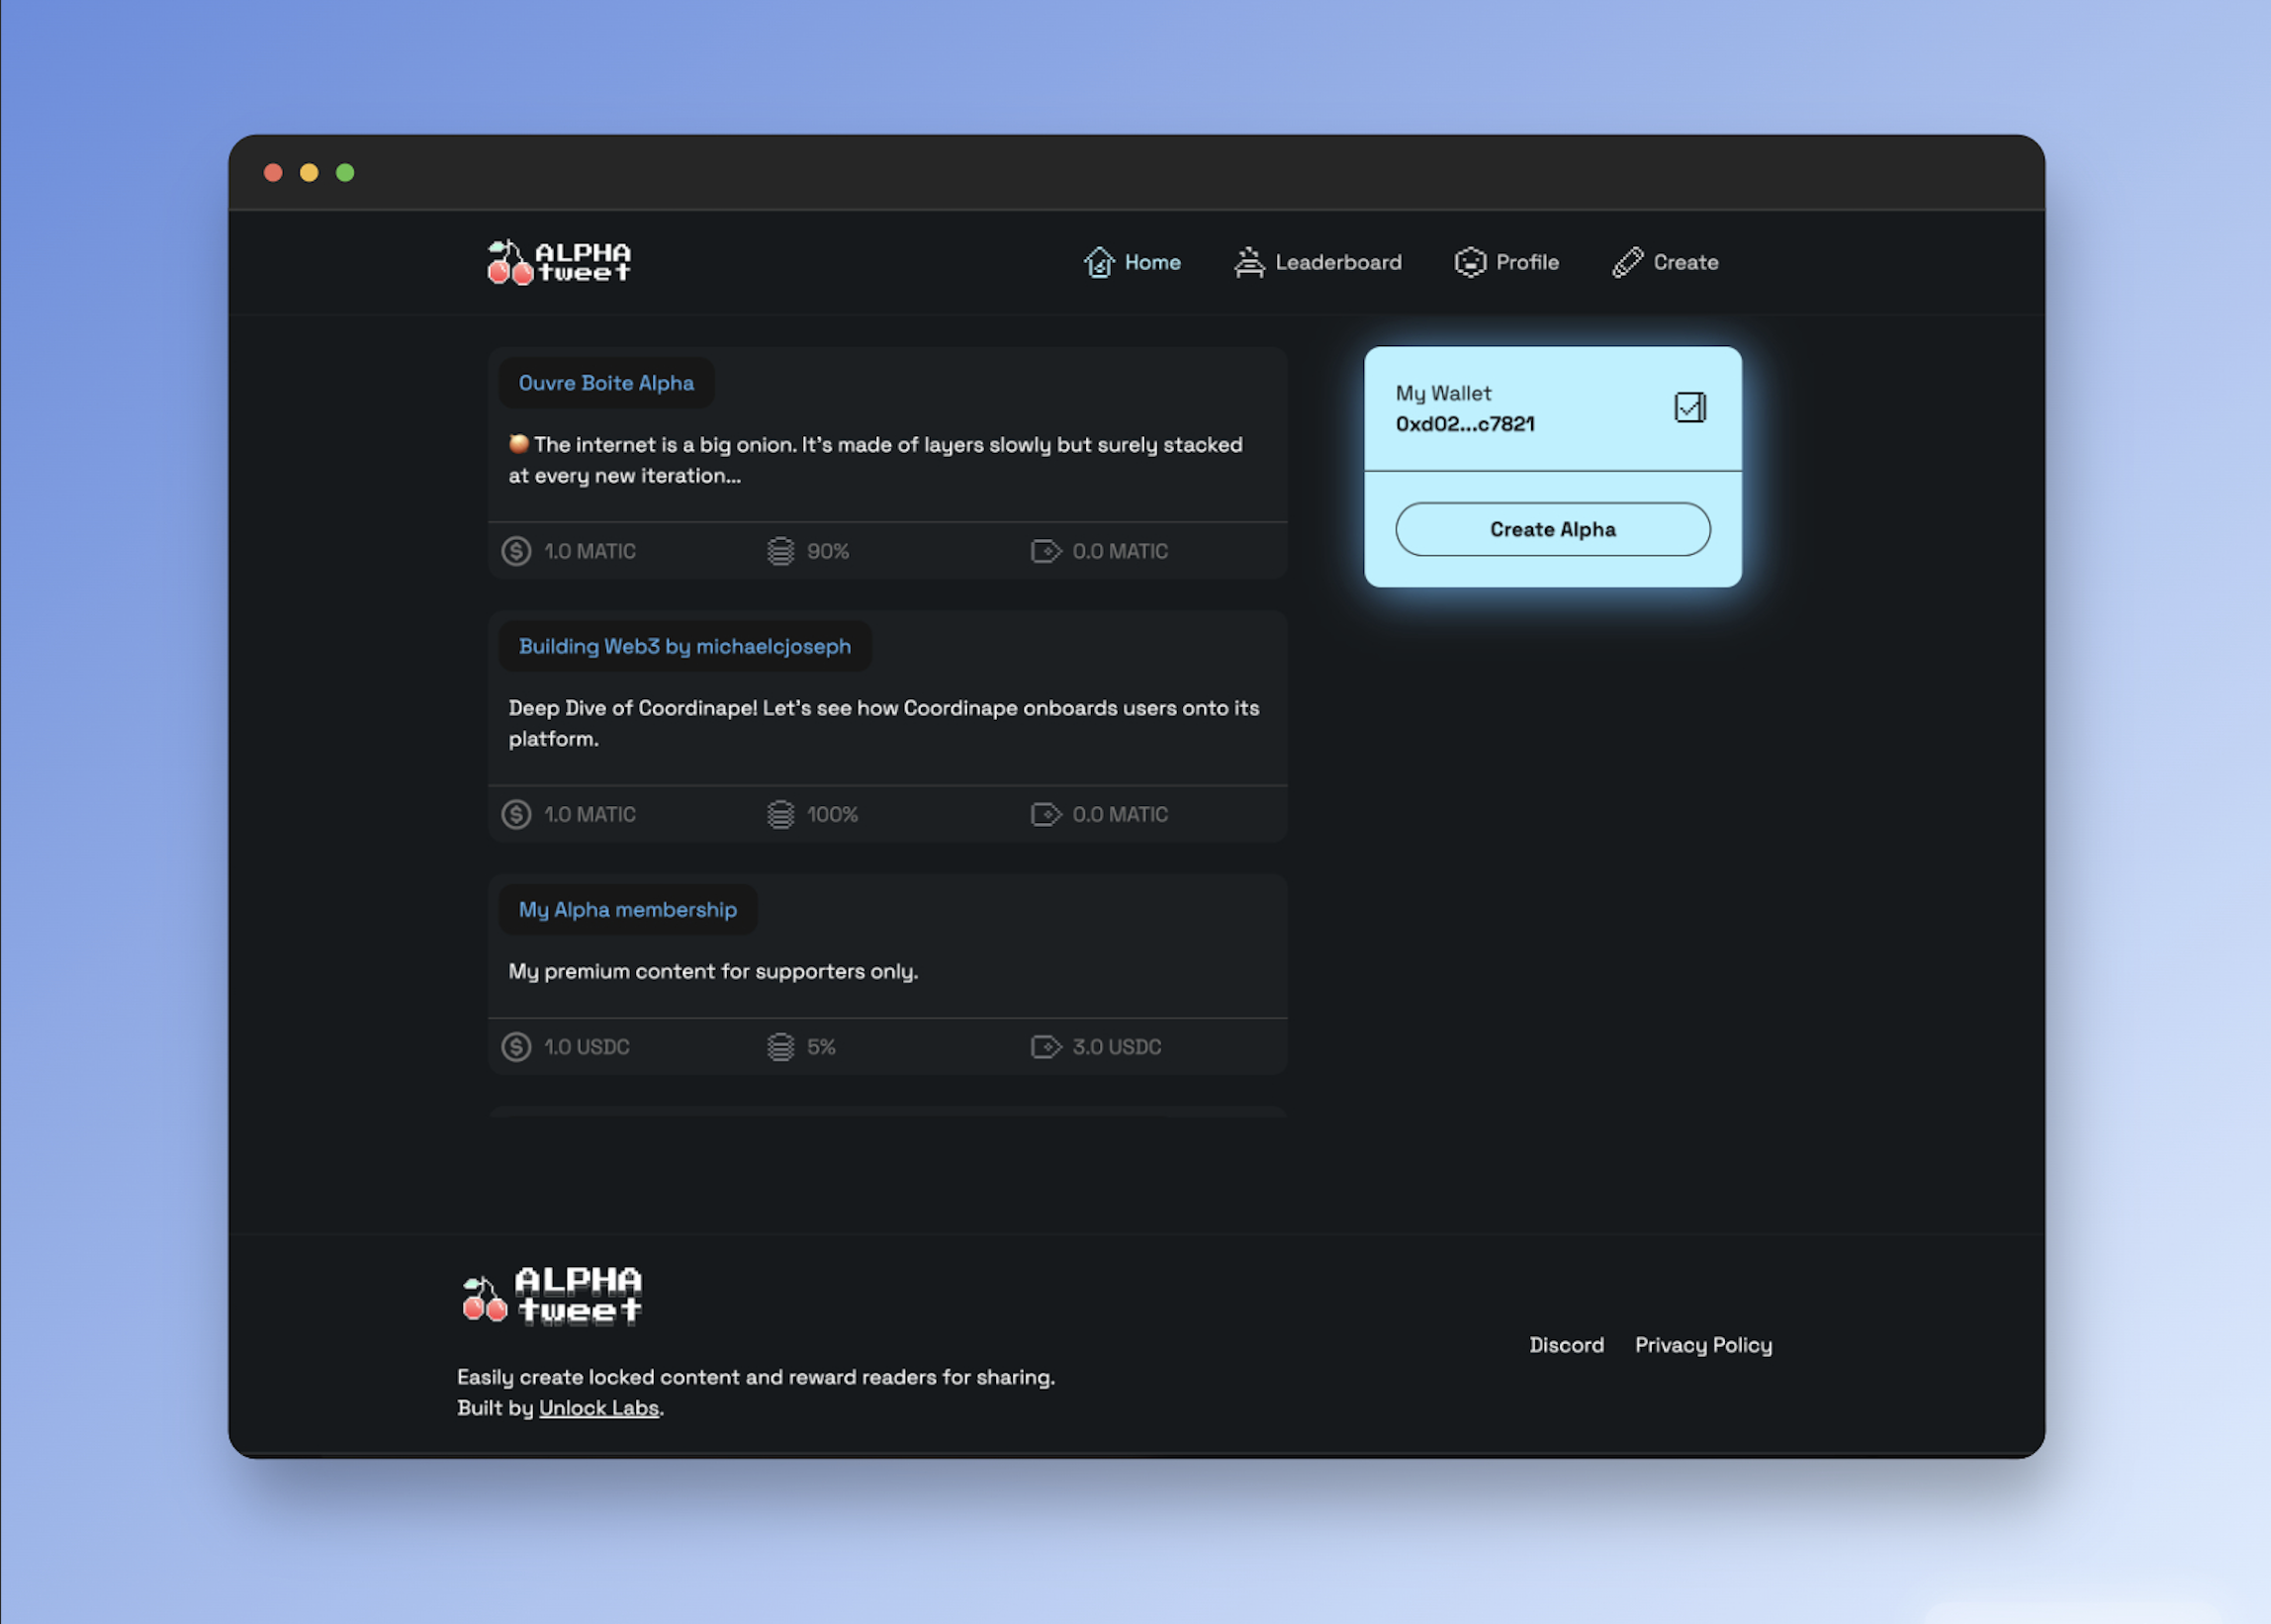 ALPHA
tweet
Home
Leaderboard
Profile
Create
Ouvre Boite Alpha
The internet is a big onion. It's made of layers slowly but surely stacked
at every new iteration...
1.0 MATIC
90%
0.0 MATIC
Building Web3 by michaelcjoseph
Deep Dive of Coordinape! Let's see how Coordinape onboards users onto its
platform.
1.0 MATIC
100%
0.0 MATIC
My Alpha membership
My premium content for supporters only.
1.0 USDC
5%
3.0 USDC
My Wallet
0xd02...c7821
Create Alpha
ALPHA
tweet
Easily create locked content and reward readers for sharing.
Built by Unlock Labs.
Discord
Privacy Policy